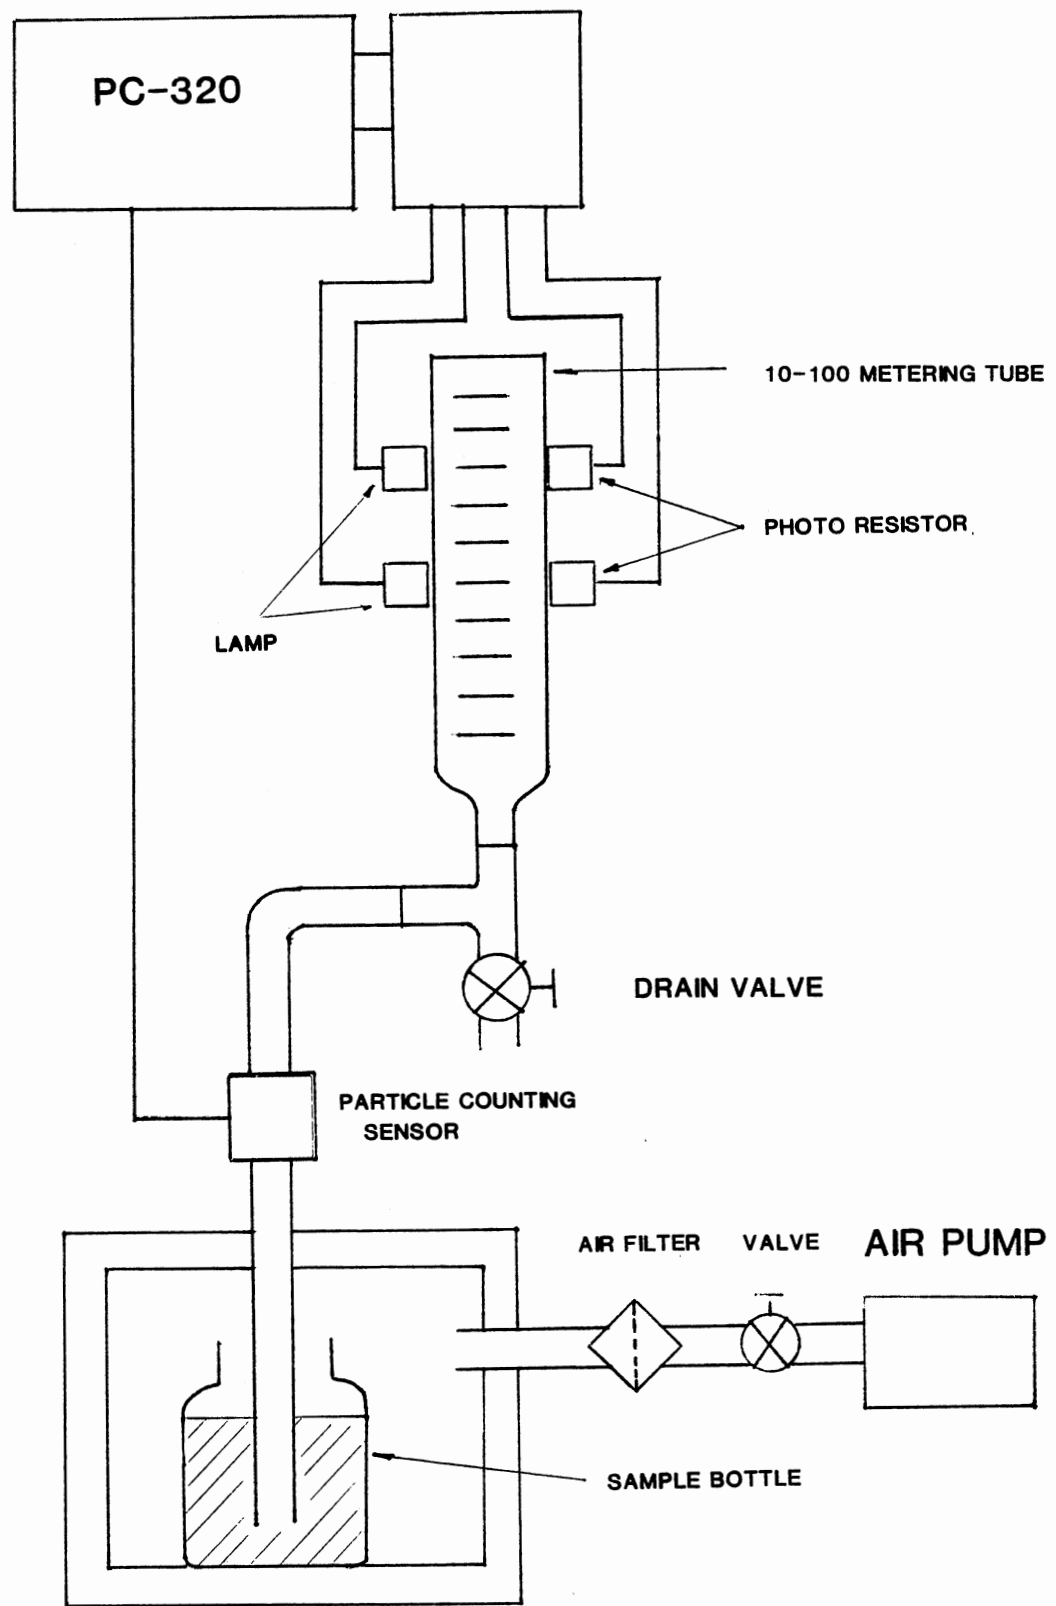 PC-320
10-100 METERING TUBE
PHOTO RESISTOR
LAMP
DRAIN VALVE
PARTICLE COUNTING
SENSOR
AIR FILTER
VALVE
AIR PUMP
SAMPLE BOTTLE